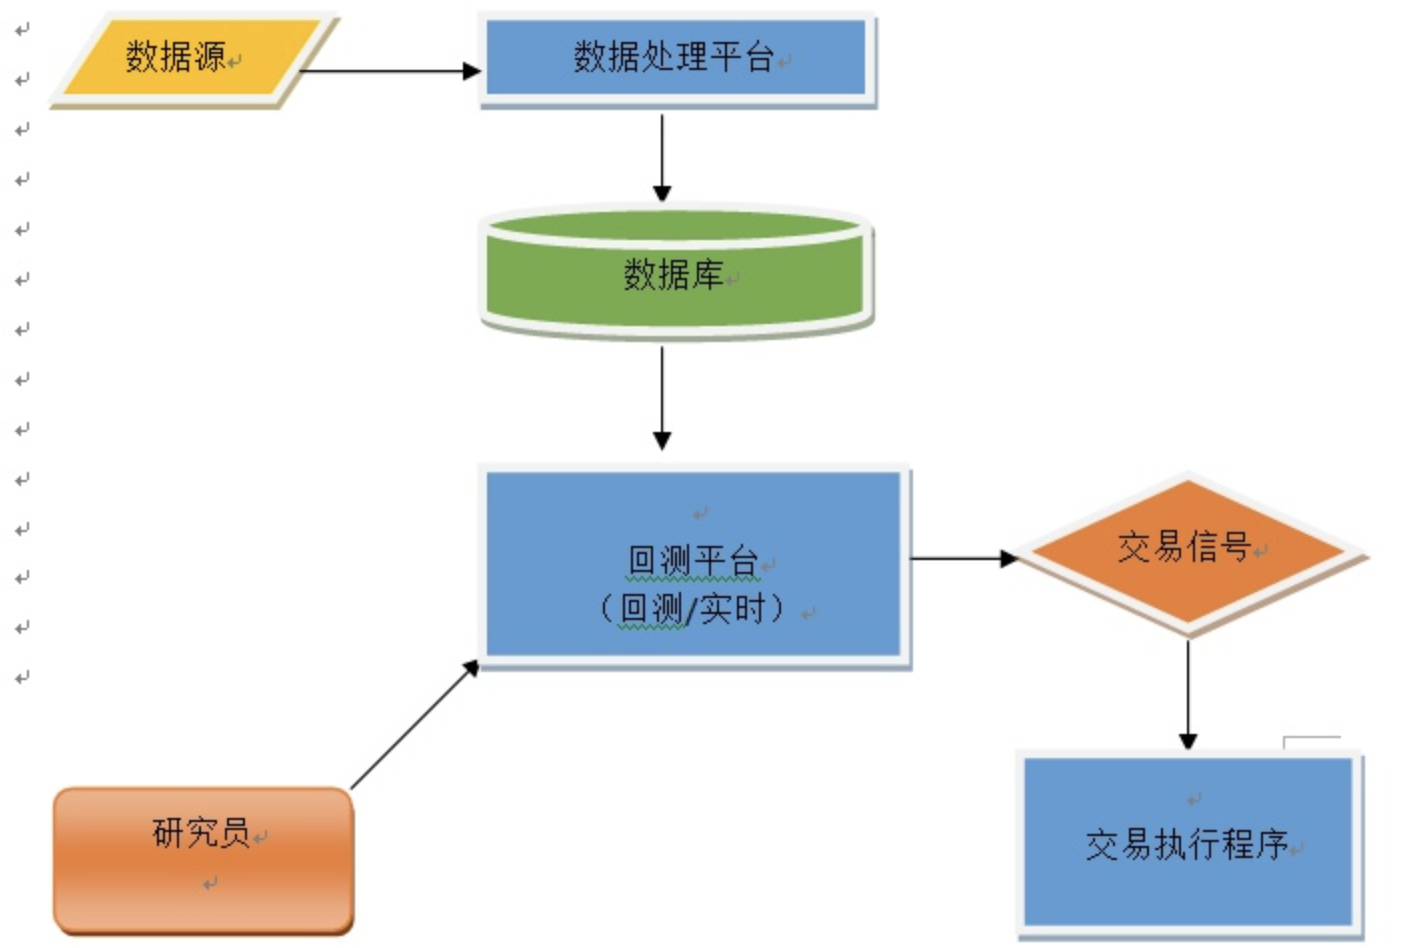 数据源
数据处理平台
数据库
回测平台
（回测/实时）
交易信号
研究员
交易执行程序